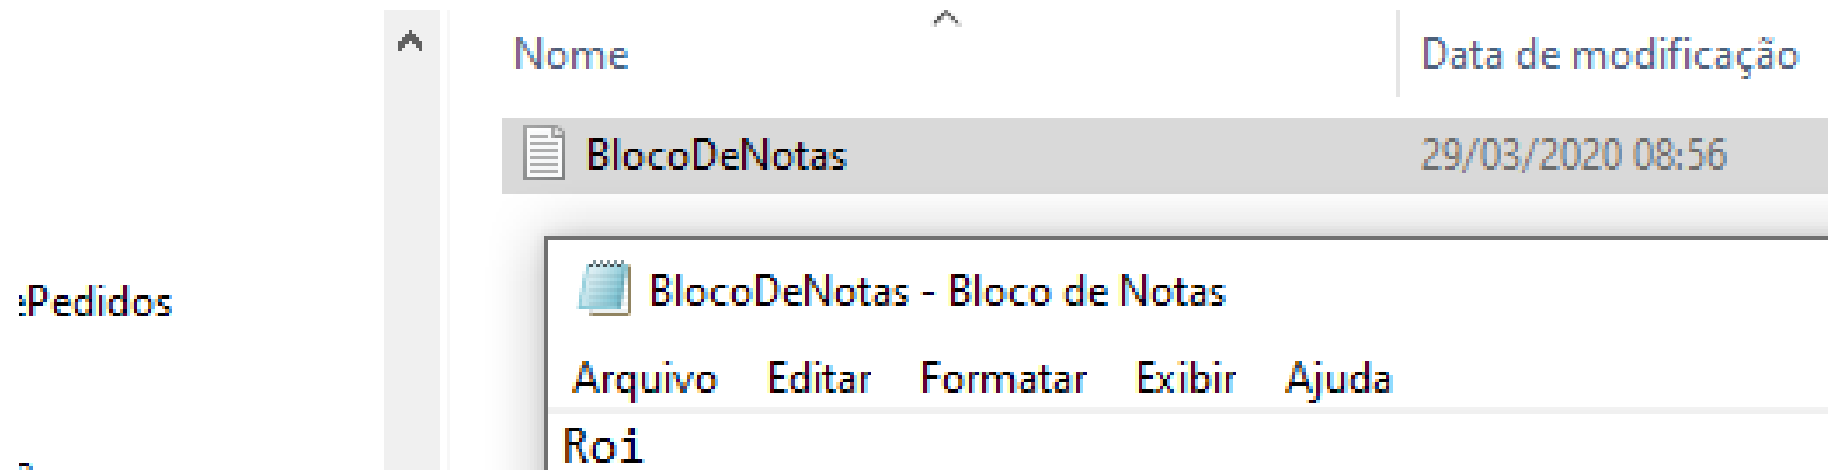 Nome Data de modificação
BlocoDeNotas 29/03/2020 08:56
BlocoDeNotas - Bloco de Notas
ePedidos
Arquivo Editar Formatar Exibir Ajuda
Roi